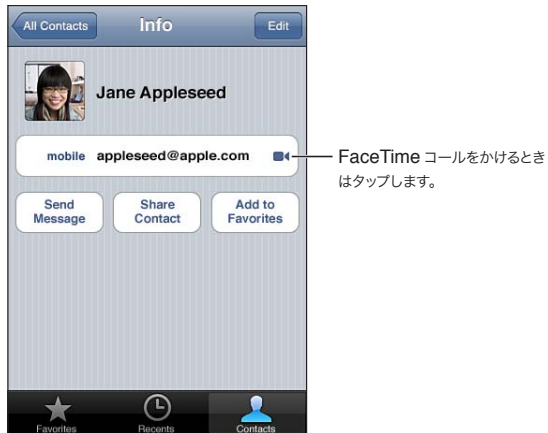 All Contacts
Info
Edit
Jane Appleseed
mobile appleseed@apple.com
FaceTime コールをかけるとき
はタップします。
Send
Message
Share
Contact
Add to
Favorites
Favorites
Recents
Contacts